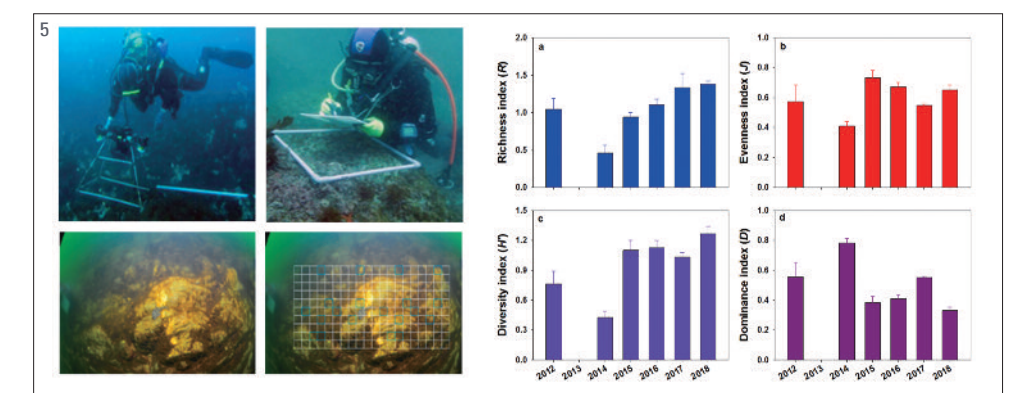 5
a
Richness index (R)
2.0
1.5
1.0
0.5
0.0
b
Evenness index (J)
1.0
0.8
0.6
0.4
0.2
0.0
c
Diversity index (H')
1.5
1.2
0.9
0.6
0.3
0.0
2012 2013 2014 2015 2016 2017 2018
d
Dominance index (D)
1.0
0.8
0.6
0.4
0.2
0.0
2012 2013 2014 2015 2016 2017 2018